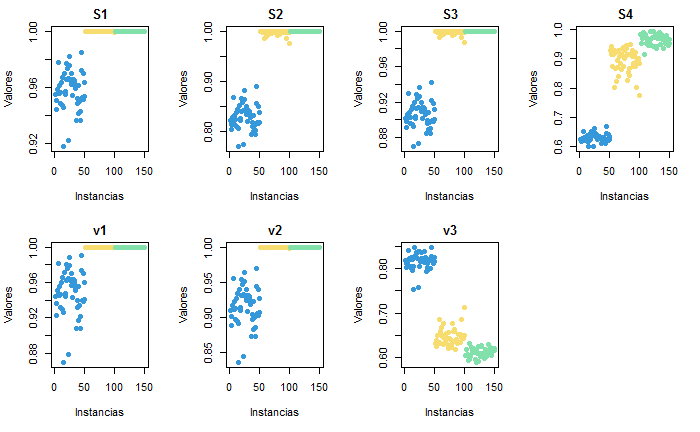 S1
S2
S3
S4
Valores
1.00
0.96
0.92
0
50
100
150
Instancias
Valores
1.00
0.90
0.80
0
50
100
150
Instancias
Valores
1.00
0.96
0.92
0.88
0
50
100
150
Instancias
Valores
1.0
0.9
0.8
0.7
0.6
0
50
100
150
Instancias
v1
v2
v3
Valores
1.00
0.96
0.92
0.88
0
50
100
150
Instancias
Valores
1.00
0.95
0.90
0.85
0
50
100
150
Instancias
Valores
0.80
0.70
0.60
0
50
100
150
Instancias